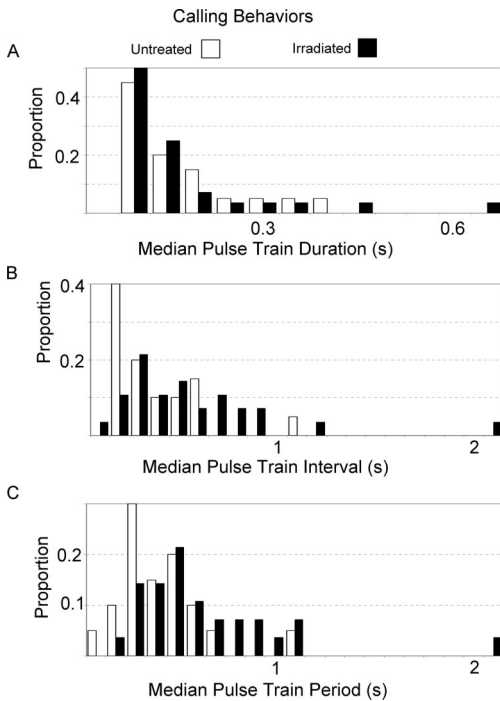 Calling Behaviors
Untreated Irradiated
A
Proportion
0.4
0.2
0.3 0.6
Median Pulse Train Duration (s)
B
Proportion
0.4
0.2
1 2
Median Pulse Train Interval (s)
C
Proportion
0.2
0.1
1 2
Median Pulse Train Period (s)